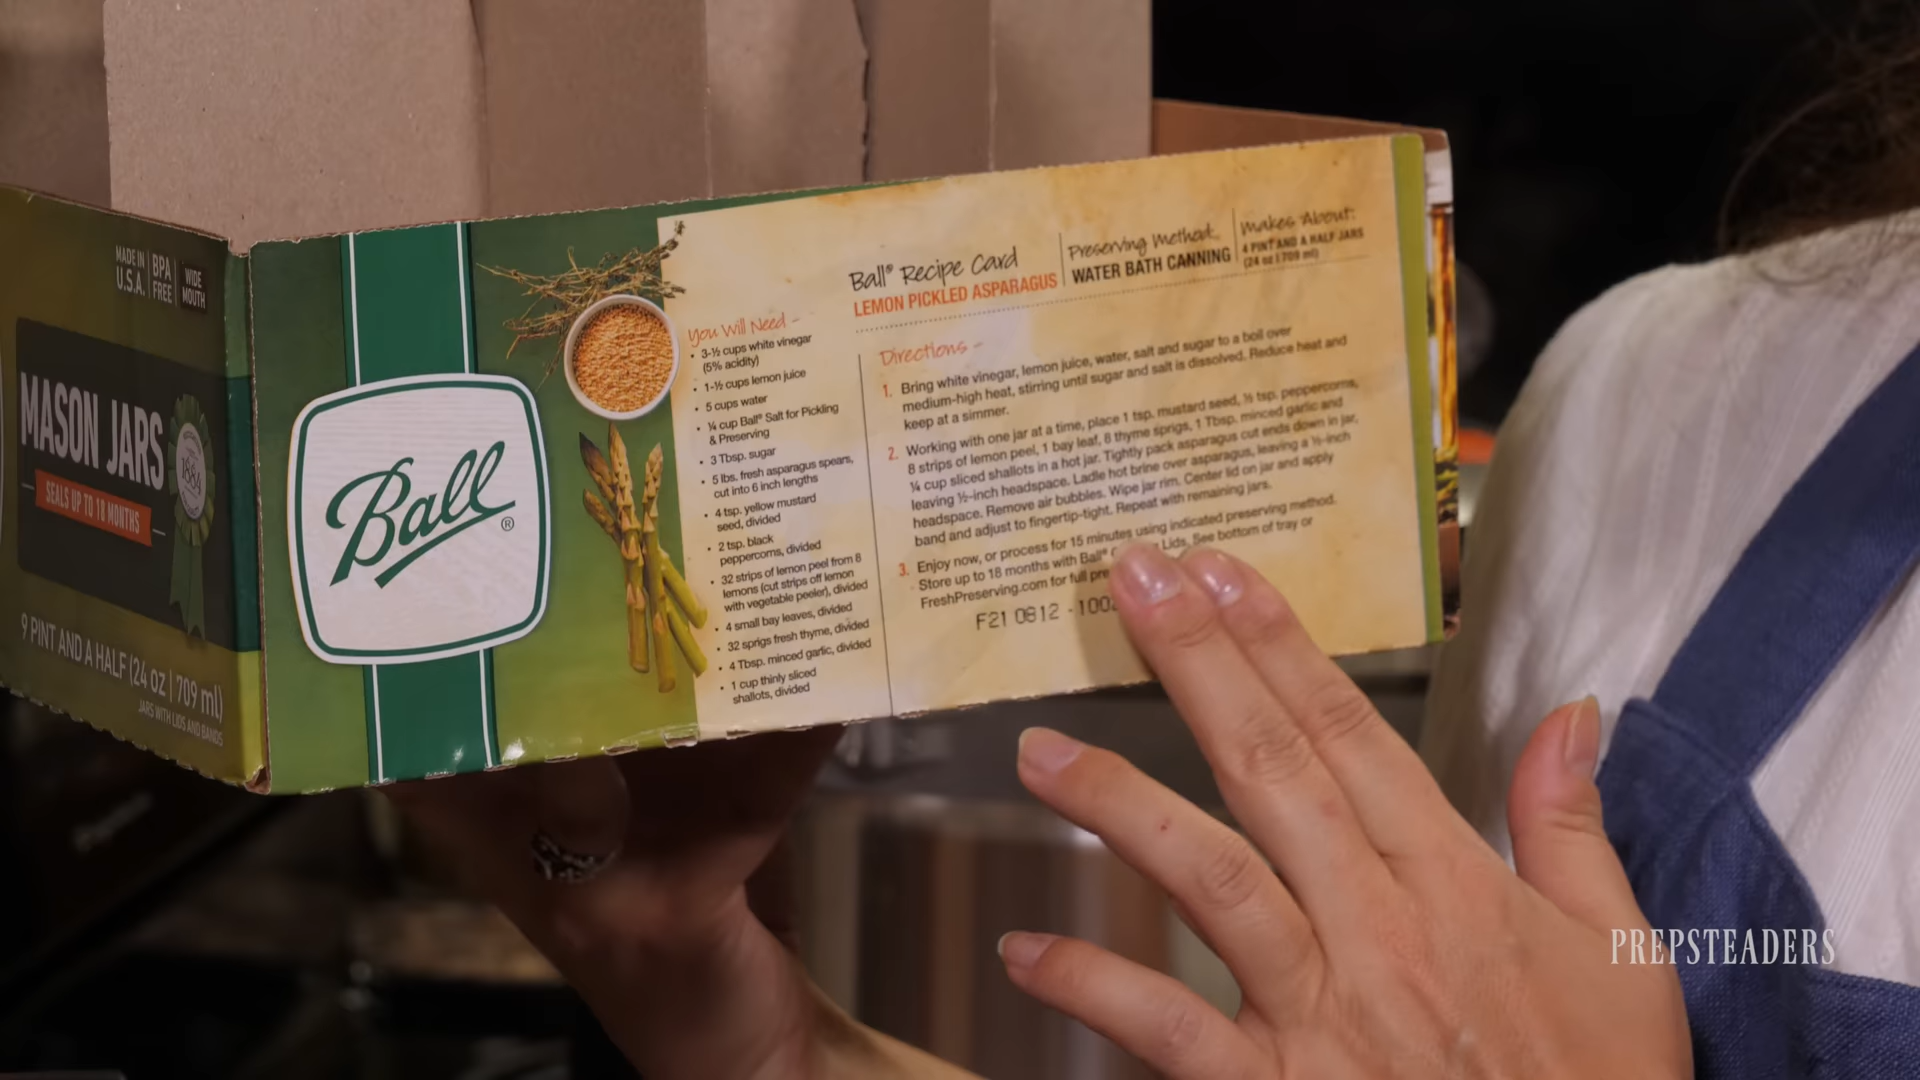 MADE IN
U.S.A.
BPA
FREE
WIDE
MOUTH
MASON JARS
SEALS UP TO 18 MONTHS
1884
9 PINT AND A HALF (24 oz | 709 ml)
JARS WITH LIDS AND BANDS
Ball®
You Will Need -
• 3-½ cups white vinegar
(5% acidity)
• 1-½ cups lemon juice
• 5 cups water
• ¼ cup Ball® Salt for Pickling
& Preserving
• 3 Tbsp. sugar
• 5 lbs. fresh asparagus spears,
cut into 6 inch lengths
• 4 tsp. yellow mustard
seed, divided
• 2 tsp. black
peppercorns, divided
• 32 strips of lemon peel from 8
lemons (cut strips off lemon
with vegetable peeler), divided
• 4 small bay leaves, divided
• 32 sprigs fresh thyme, divided
• 4 Tbsp. minced garlic, divided
• 1 cup thinly sliced
shallots, divided
Ball® Recipe Card
LEMON PICKLED ASPARAGUS
Preserving Method:
WATER BATH CANNING
Makes About:
4 PINT AND A HALF JARS
(24 oz | 709 ml)
Directions -
1. Bring white vinegar, lemon juice, water, salt and sugar to a boil over
medium-high heat, stirring until sugar and salt is dissolved. Reduce heat and
keep at a simmer.
2. Working with one jar at a time, place 1 tsp. mustard seed, ½ tsp. peppercorns,
8 strips of lemon peel, 1 bay leaf, 8 thyme sprigs, 1 Tbsp. minced garlic and
¼ cup sliced shallots in a hot jar. Tightly pack asparagus cut ends down in jar,
leaving ½-inch headspace. Ladle hot brine over asparagus, leaving a ½-inch
headspace. Remove air bubbles. Wipe jar rim. Center lid on jar and apply
band and adjust to fingertip-tight. Repeat with remaining jars.
3. Enjoy now, or process for 15 minutes using indicated preserving method.
Store up to 18 months with Ball® Lids. See bottom of tray or
FreshPreserving.com for full
F21 0812 - 100
PREPSTEADERS